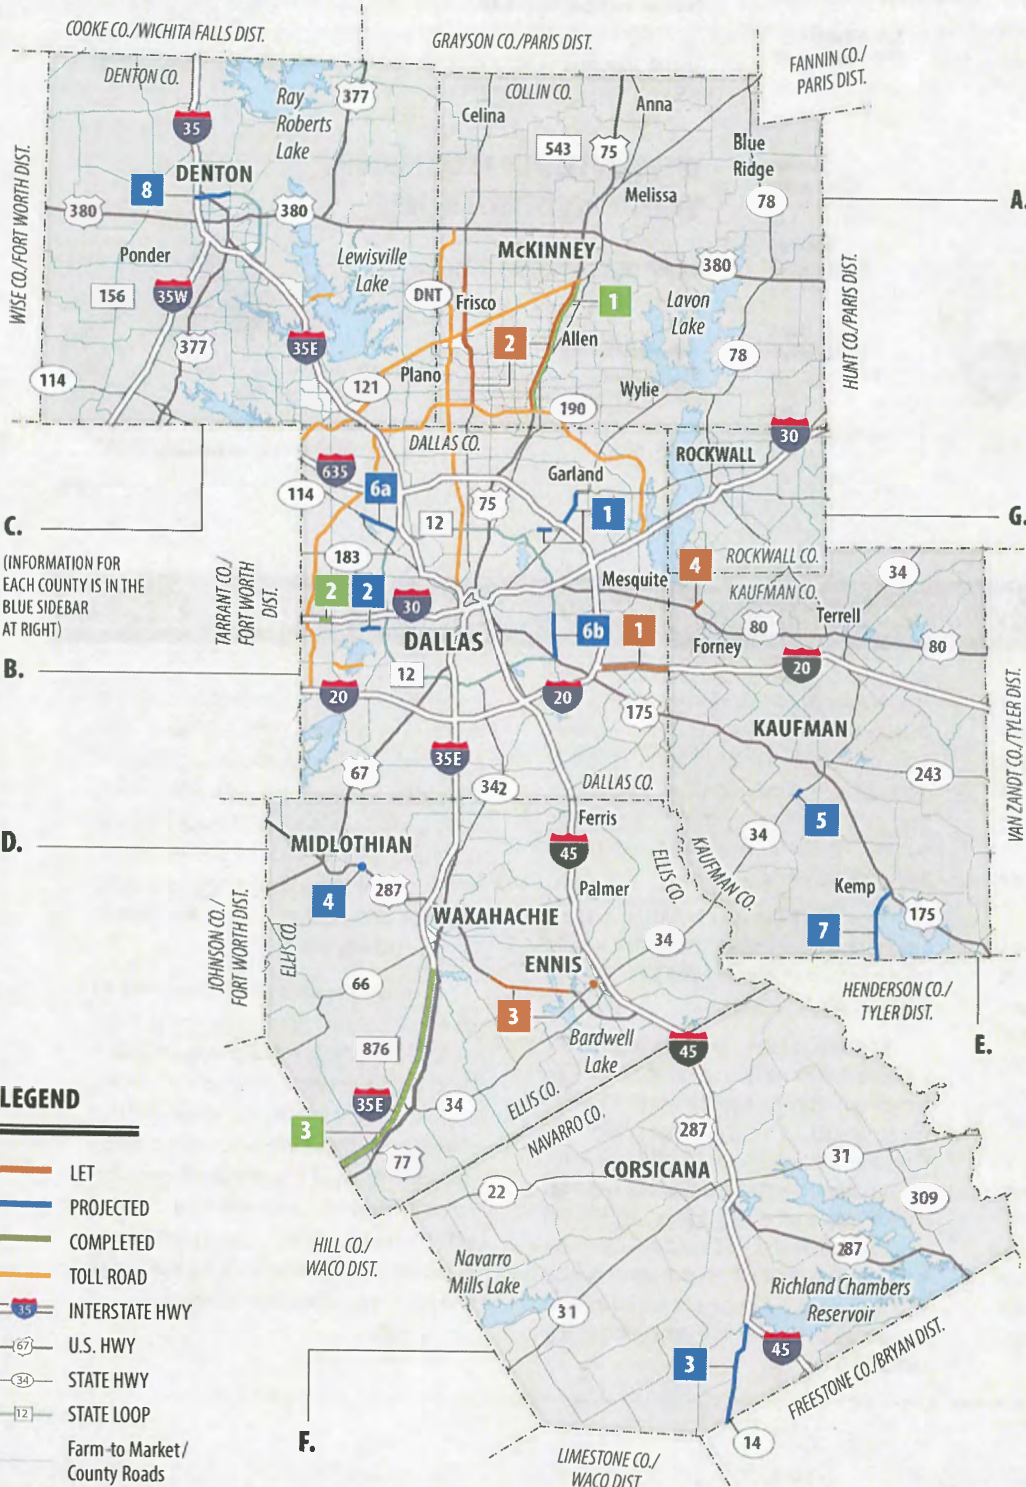 COOKE CO./WICHITA FALLS DIST.
GRAYSON CO./PARIS DIST.
FANNIN CO./
PARIS DIST.
DENTON CO.
COLLIN CO.
Ray
Roberts
Lake
377
Celina
Anna
35
543
75
Blue
Ridge
DENTON
8
Melissa
78
A.
380
380
WISE CO./FORT WORTH DIST.
Ponder
Lewisville
Lake
McKINNEY
380
HUNT CO./PARIS DIST.
156
35W
DNT
Frisco
1
Lavon
Lake
377
35E
2
Allen
78
114
121
Plano
Wylie
190
DALLAS CO.
30
ROCKWALL
635
Garland
C.
114
6a
75
12
1
G.
(INFORMATION FOR
EACH COUNTY IS IN THE
BLUE SIDEBAR
AT RIGHT)
183
4
ROCKWALL CO.
KAUFMAN CO.
34
TARRANT CO./
FORT WORTH
DIST.
2
2
30
Mesquite
Terrell
80
80
DALLAS
6b
1
Forney
B.
12
20
20
20
175
KAUFMAN
VAN ZANDT CO./TYLER DIST.
35E
67
342
DALLAS CO.
243
Ferris
5
34
D.
MIDLOTHIAN
45
ELLIS CO.
KAUFMAN CO.
4
287
Palmer
Kemp
175
WAXAHACHIE
7
JOHNSON CO./
FORT WORTH DIST.
ELLIS CO.
34
ENNIS
66
3
HENDERSON CO./
TYLER DIST.
Bardwell
Lake
E.
876
45
35E
34
ELLIS CO.
NAVARRO CO.
3
77
287
31
CORSICANA
22
309
HILL CO./
WACO DIST.
Navarro
Mills Lake
287
Richland Chambers
Reservoir
31
3
45
FREESTONE CO./BRYAN DIST.
F.
14
LIMESTONE CO./
WACO DIST.
LEGEND
LET
PROJECTED
COMPLETED
TOLL ROAD
35
INTERSTATE HWY
67
U.S. HWY
34
STATE HWY
12
STATE LOOP
Farm-to Market/
County Roads